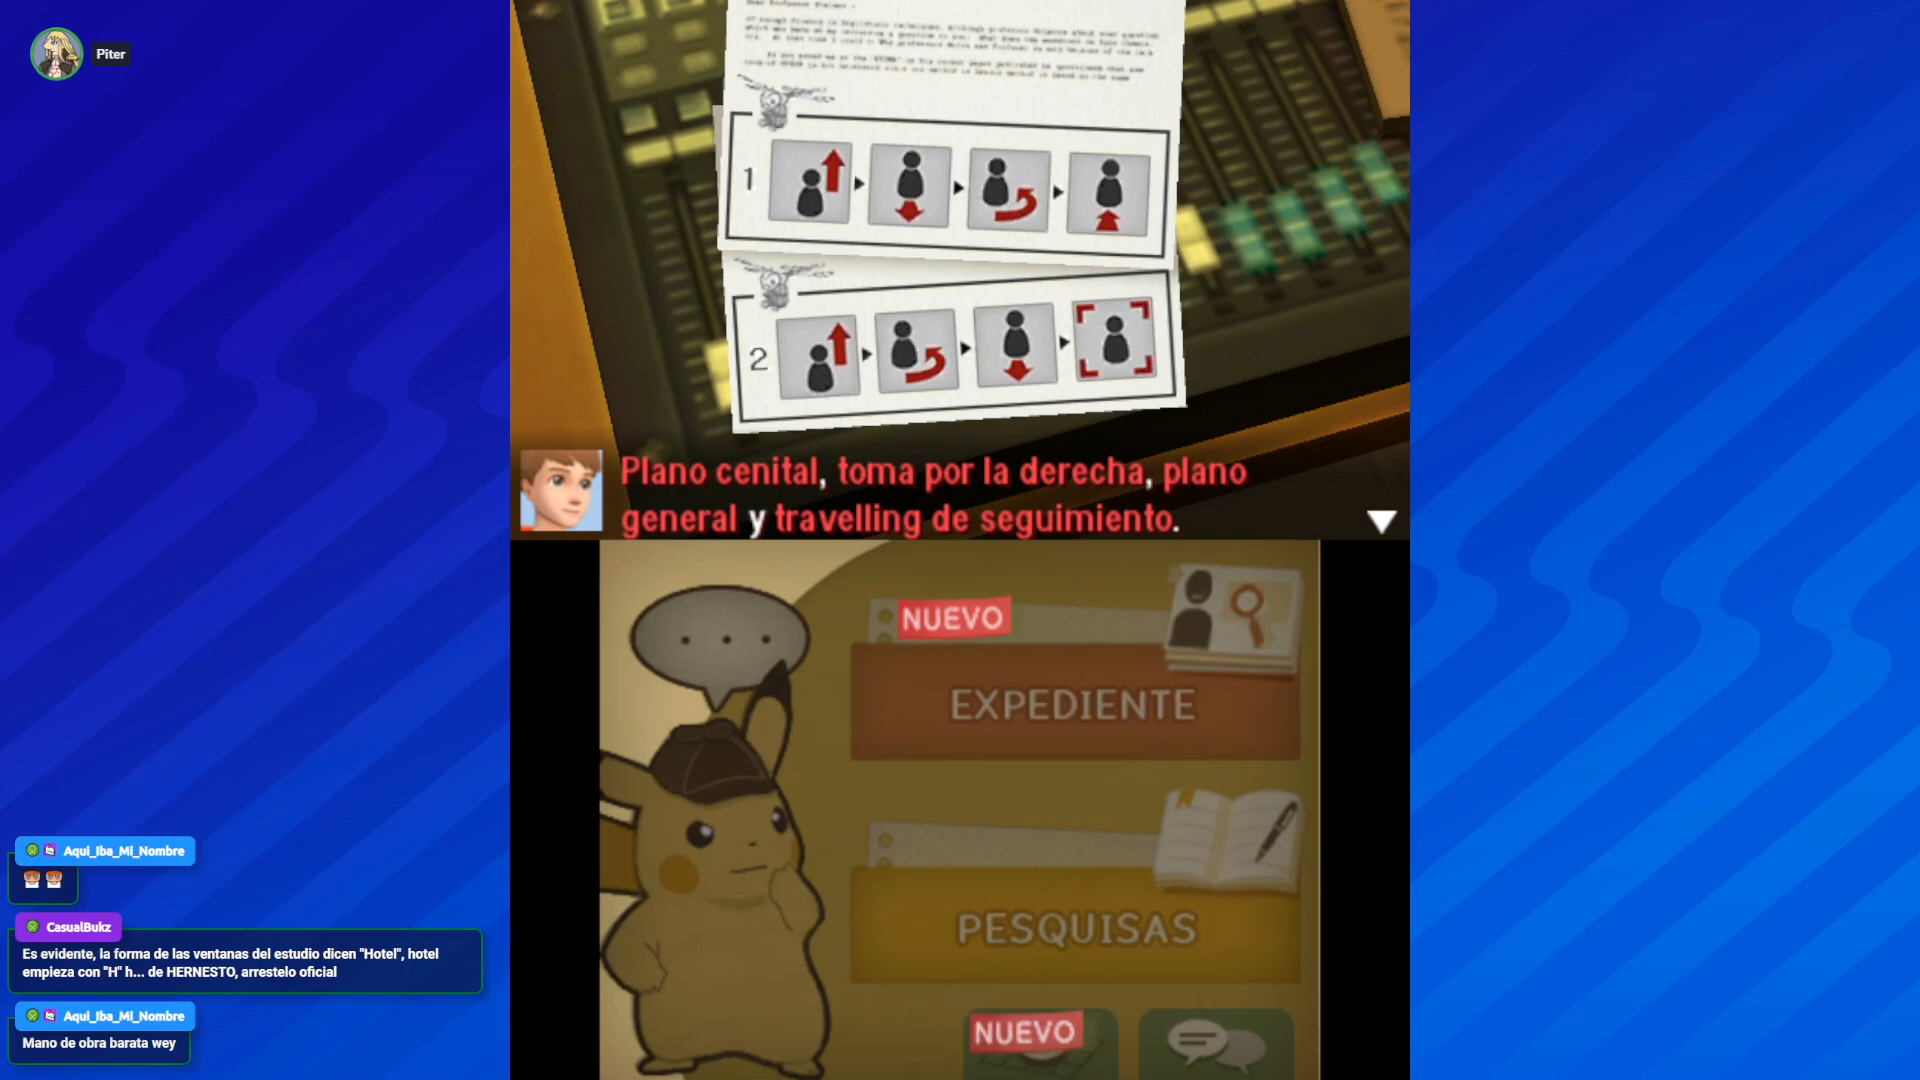 Piter
1
2
Plano cenital, toma por la derecha, plano
general y travelling de seguimiento.
NUEVO
EXPEDIENTE
PESQUISAS
NUEVO
Aqui_Iba_Mi_Nombre
CasualBukz
Es evidente, la forma de las ventanas del estudio dicen "Hotel", hotel
empieza con "H" h... de HERNESTO, arrestelo oficial
Aqui_Iba_Mi_Nombre
Mano de obra barata wey